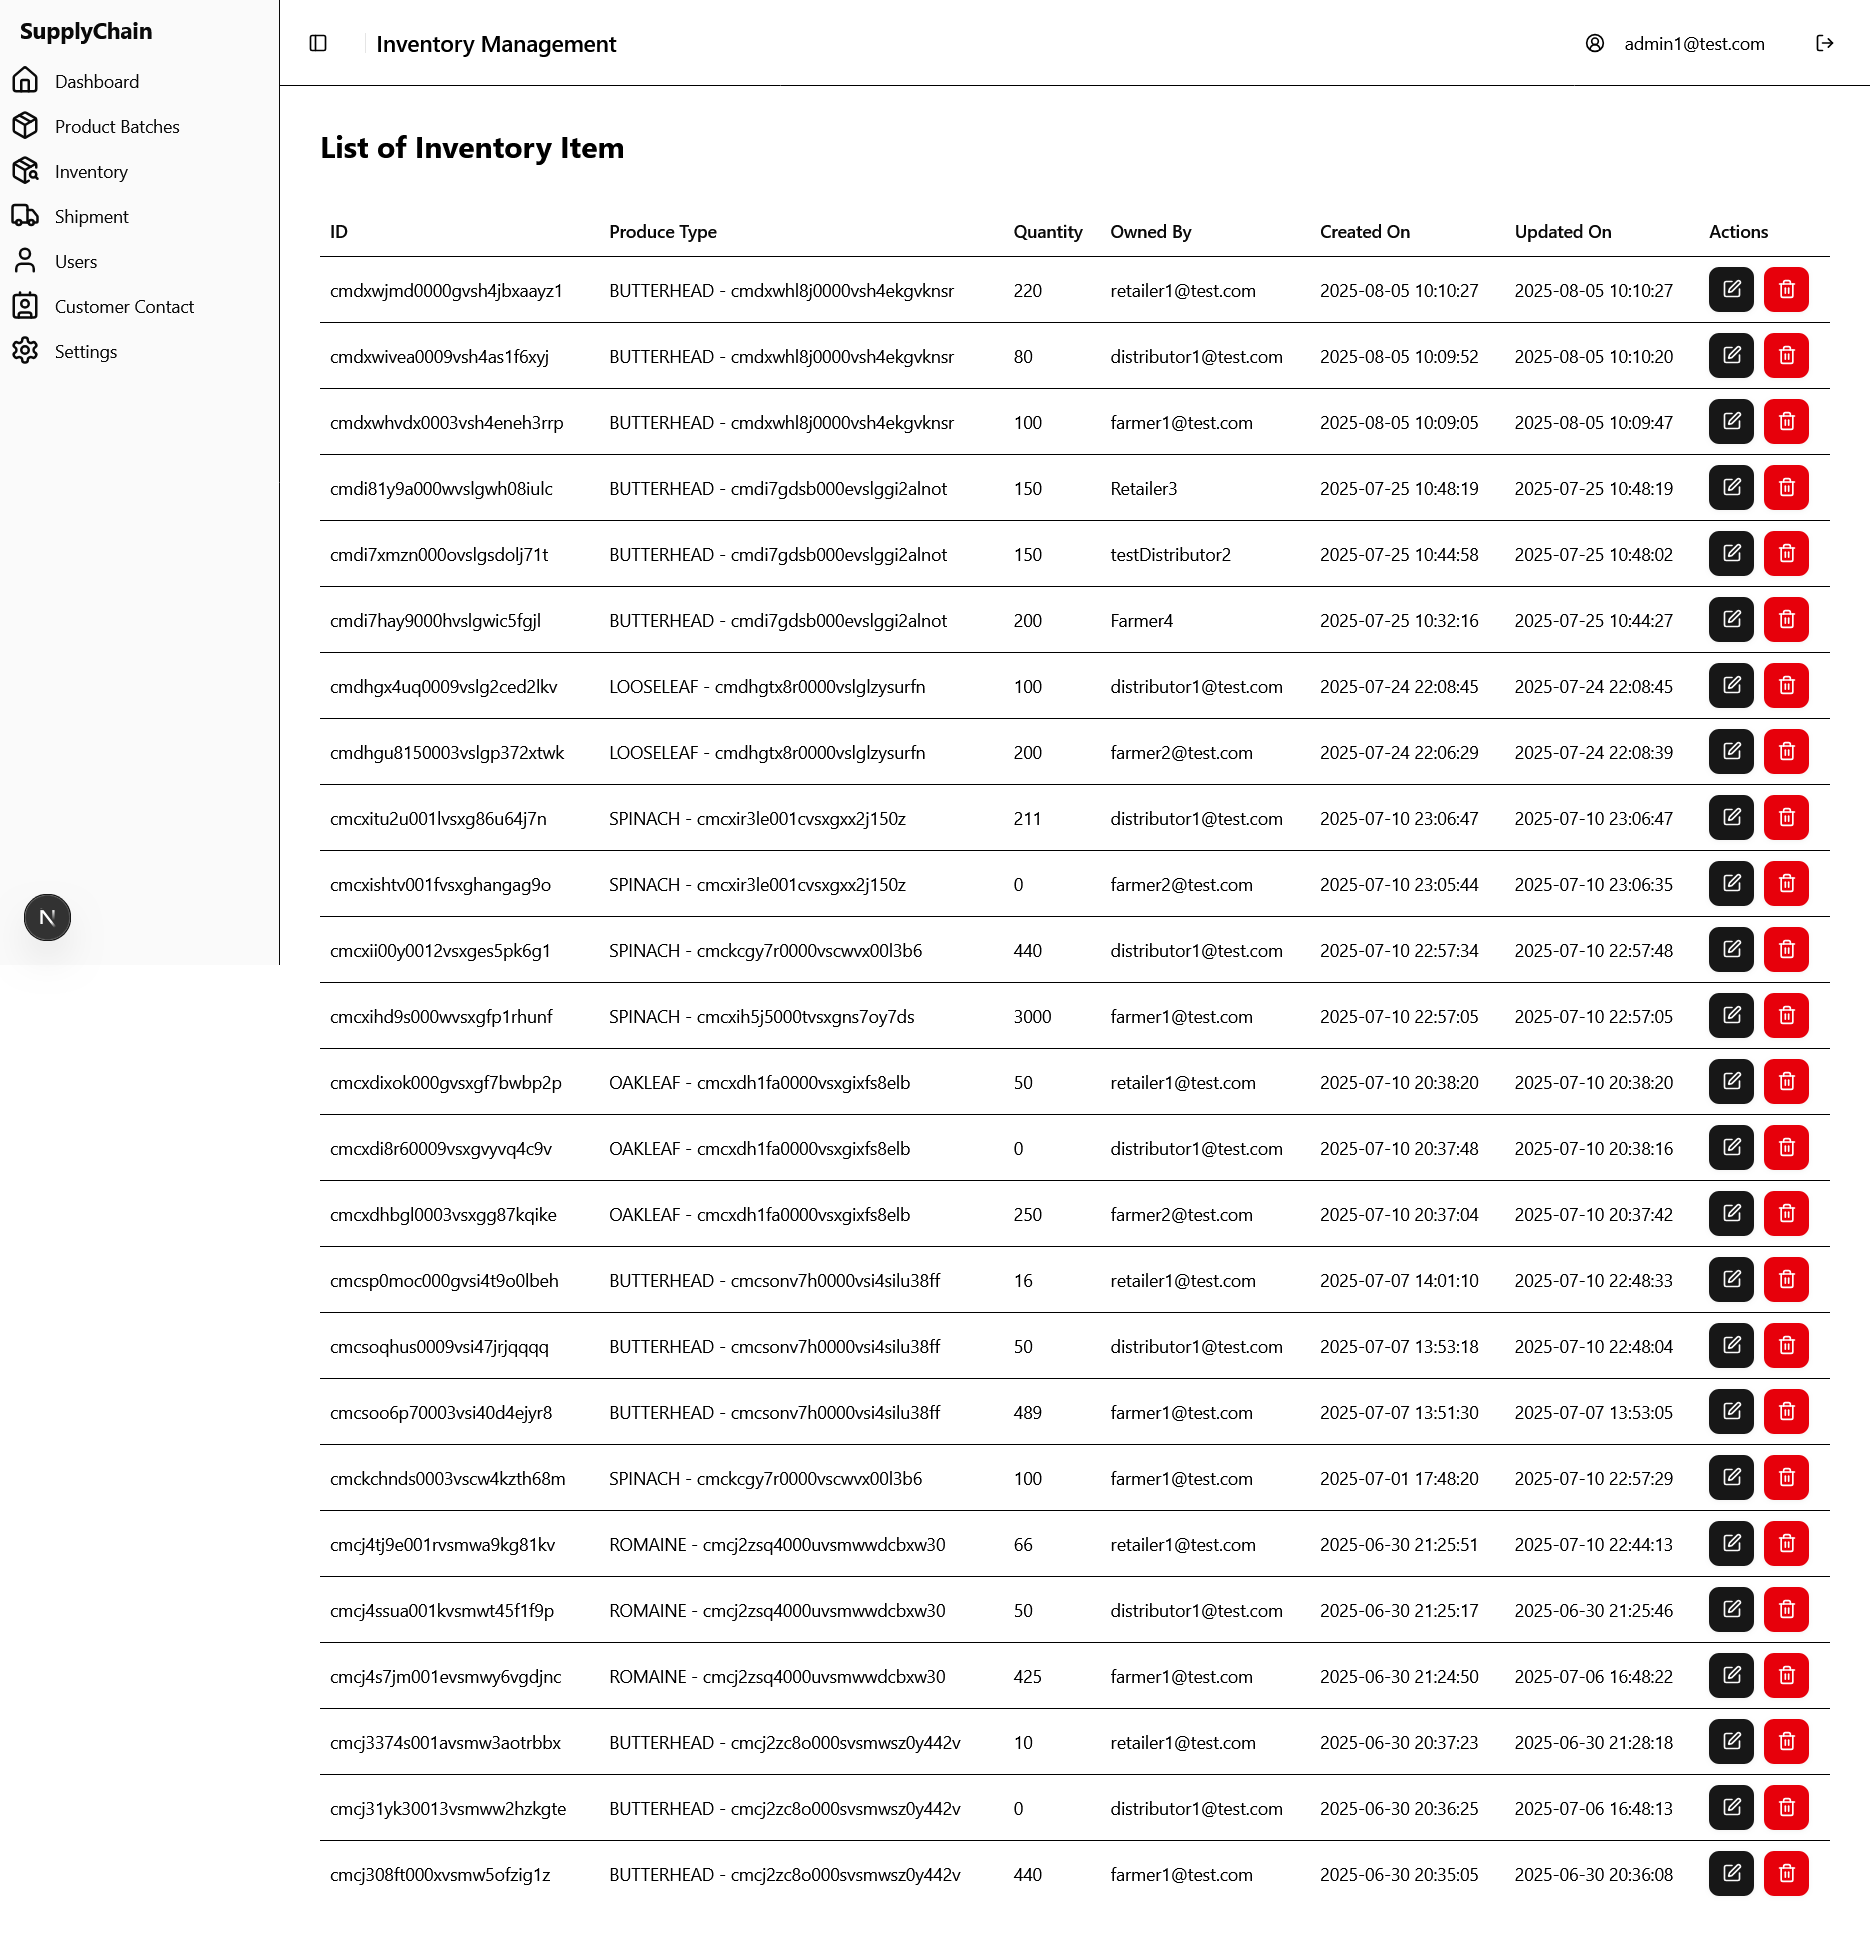 SupplyChain
Dashboard
Product Batches
Inventory
Shipment
Users
Customer Contact
Settings
N
Inventory Management
admin1@test.com
List of Inventory Item
ID Produce Type Quantity Owned By Created On Updated On Actions
cmdxwjmd0000gvsh4jbxaayz1 BUTTERHEAD - cmdxwhl8j0000vsh4ekgvknsr 220 retailer1@test.com 2025-08-05 10:10:27 2025-08-05 10:10:27
cmdxwivea0009vsh4as1f6xyj BUTTERHEAD - cmdxwhl8j0000vsh4ekgvknsr 80 distributor1@test.com 2025-08-05 10:09:52 2025-08-05 10:10:20
cmdxwhvdx0003vsh4eneh3rrp BUTTERHEAD - cmdxwhl8j0000vsh4ekgvknsr 100 farmer1@test.com 2025-08-05 10:09:05 2025-08-05 10:09:47
cmdi81y9a000wvslgwh08iulc BUTTERHEAD - cmdi7gdsb000evslggi2alnot 150 Retailer3 2025-07-25 10:48:19 2025-07-25 10:48:19
cmdi7xmzn000ovslgsdolj71t BUTTERHEAD - cmdi7gdsb000evslggi2alnot 150 testDistributor2 2025-07-25 10:44:58 2025-07-25 10:48:02
cmdi7hay9000hvslgwic5fgjl BUTTERHEAD - cmdi7gdsb000evslggi2alnot 200 Farmer4 2025-07-25 10:32:16 2025-07-25 10:44:27
cmdhgx4uq0009vslg2ced2lkv LOOSELEAF - cmdhgtx8r0000vslglzysurfn 100 distributor1@test.com 2025-07-24 22:08:45 2025-07-24 22:08:45
cmdhgu8150003vslgp372xtwk LOOSELEAF - cmdhgtx8r0000vslglzysurfn 200 farmer2@test.com 2025-07-24 22:06:29 2025-07-24 22:08:39
cmcxitu2u001lvsxg86u64j7n SPINACH - cmcxir3le001cvsxgxx2j150z 211 distributor1@test.com 2025-07-10 23:06:47 2025-07-10 23:06:47
cmcxishtv001fvsxghangag9o SPINACH - cmcxir3le001cvsxgxx2j150z 0 farmer2@test.com 2025-07-10 23:05:44 2025-07-10 23:06:35
cmcxii00y0012vsxges5pk6g1 SPINACH - cmckcgy7r0000vscwvx00l3b6 440 distributor1@test.com 2025-07-10 22:57:34 2025-07-10 22:57:48
cmcxihd9s000wvsxgfp1rhunf SPINACH - cmcxih5j5000tvsxgns7oy7ds 3000 farmer1@test.com 2025-07-10 22:57:05 2025-07-10 22:57:05
cmcxdixok000gvsxgf7bwbp2p OAKLEAF - cmcxdh1fa0000vsxgixfs8elb 50 retailer1@test.com 2025-07-10 20:38:20 2025-07-10 20:38:20
cmcxdi8r60009vsxgvyvq4c9v OAKLEAF - cmcxdh1fa0000vsxgixfs8elb 0 distributor1@test.com 2025-07-10 20:37:48 2025-07-10 20:38:16
cmcxdhbgl0003vsxgg87kqike OAKLEAF - cmcxdh1fa0000vsxgixfs8elb 250 farmer2@test.com 2025-07-10 20:37:04 2025-07-10 20:37:42
cmcsp0moc000gvsi4t9o0lbeh BUTTERHEAD - cmcsonv7h0000vsi4silu38ff 16 retailer1@test.com 2025-07-07 14:01:10 2025-07-10 22:48:33
cmcsoqhus0009vsi47jrjqqqq BUTTERHEAD - cmcsonv7h0000vsi4silu38ff 50 distributor1@test.com 2025-07-07 13:53:18 2025-07-10 22:48:04
cmcsoo6p70003vsi40d4ejyr8 BUTTERHEAD - cmcsonv7h0000vsi4silu38ff 489 farmer1@test.com 2025-07-07 13:51:30 2025-07-07 13:53:05
cmckchnds0003vscw4kzth68m SPINACH - cmckcgy7r0000vscwvx00l3b6 100 farmer1@test.com 2025-07-01 17:48:20 2025-07-10 22:57:29
cmcj4tj9e001rvsmwa9kg81kv ROMAINE - cmcj2zsq4000uvsmwwdcbxw30 66 retailer1@test.com 2025-06-30 21:25:51 2025-07-10 22:44:13
cmcj4ssua001kvsmwt45f1f9p ROMAINE - cmcj2zsq4000uvsmwwdcbxw30 50 distributor1@test.com 2025-06-30 21:25:17 2025-06-30 21:25:46
cmcj4s7jm001evsmwy6vgdjnc ROMAINE - cmcj2zsq4000uvsmwwdcbxw30 425 farmer1@test.com 2025-06-30 21:24:50 2025-07-06 16:48:22
cmcj3374s001avsmw3aotrbbx BUTTERHEAD - cmcj2zc8o000svsmwsz0y442v 10 retailer1@test.com 2025-06-30 20:37:23 2025-06-30 21:28:18
cmcj31yk30013vsmww2hzkgte BUTTERHEAD - cmcj2zc8o000svsmwsz0y442v 0 distributor1@test.com 2025-06-30 20:36:25 2025-07-06 16:48:13
cmcj308ft000xvsmw5ofzig1z BUTTERHEAD - cmcj2zc8o000svsmwsz0y442v 440 farmer1@test.com 2025-06-30 20:35:05 2025-06-30 20:36:08